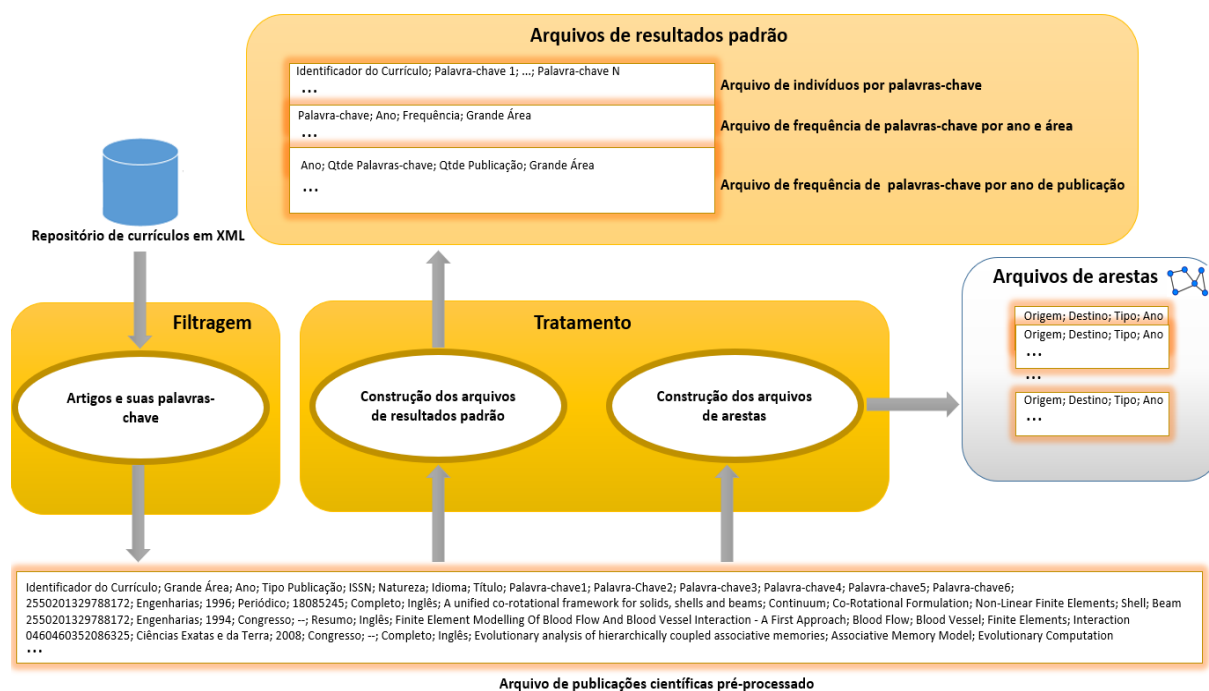 Arquivos de resultados padrão
Identificador do Currículo; Palavra-chave 1; ...; Palavra-chave N
...
Arquivo de indivíduos por palavras-chave
Palavra-chave; Ano; Frequência; Grande Área
...
Arquivo de frequência de palavras-chave por ano e área
Ano; Qtde Palavras-chave; Qtde Publicação; Grande Área
...
Arquivo de frequência de palavras-chave por ano de publicação
Repositório de currículos em XML
Filtragem
Artigos e suas palavras-
chave
Tratamento
Construção dos arquivos
de resultados padrão
Construção dos arquivos
de arestas
Arquivos de arestas
Origem; Destino; Tipo; Ano
Origem; Destino; Tipo; Ano
...
...
Origem; Destino; Tipo; Ano
...
Identificador do Currículo; Grande Área; Ano; Tipo Publicação; ISSN; Natureza; Idioma; Título; Palavra-chave1; Palavra-Chave2; Palavra-chave3; Palavra-chave4; Palavra-chave5; Palavra-chave6;
2550201329788172; Engenharias; 1996; Periódico; 18085245; Completo; Inglês; A unified co-rotational framework for solids, shells and beams; Continuum; Co-Rotational Formulation; Non-Linear Finite Elements; Shell; Beam
2550201329788172; Engenharias; 1994; Congresso; --; Resumo; Inglês; Finite Element Modelling Of Blood Flow And Blood Vessel Interaction - A First Approach; Blood Flow; Blood Vessel; Finite Elements; Interaction
0460460352086325; Ciências Exatas e da Terra; 2008; Congresso; --; Completo; Inglês; Evolutionary analysis of hierarchically coupled associative memories; Associative Memory Model; Evolutionary Computation
...
Arquivo de publicações científicas pré-processado